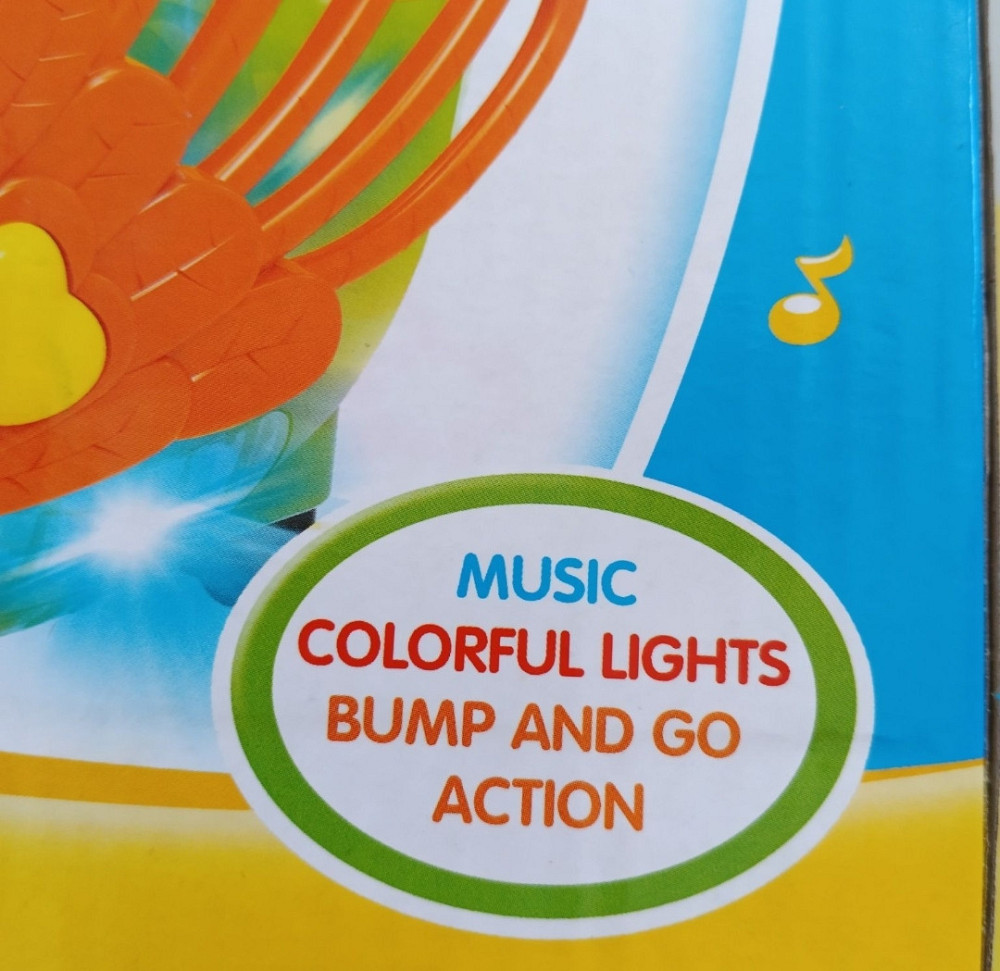 MUSIC
COLORFUL LIGHTS
BUMP AND GO
ACTION